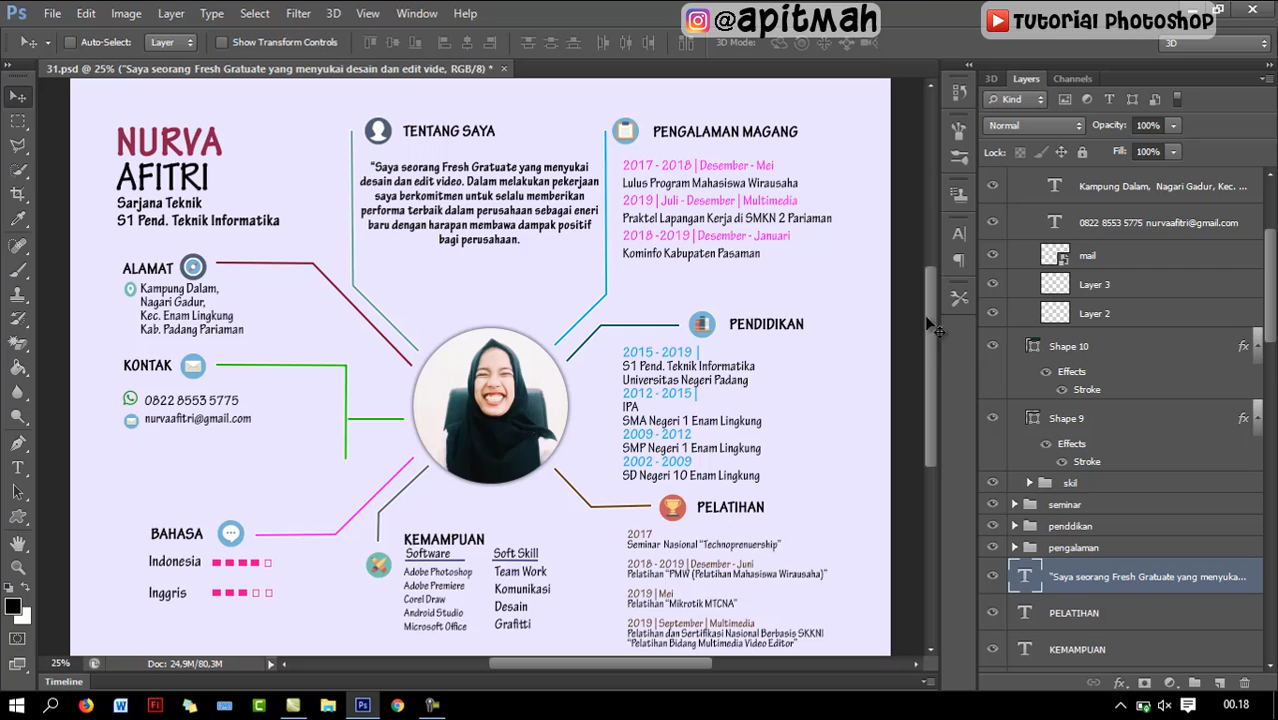 Ps File Edit Image Layer Type Select Filter 3D View Window Help
@apitmah
Tutorial Photoshop
Auto-Select: Layer Show Transform Controls 3D Mode: 3D
31.psd @ 25% ("Saya seorang Fresh Gratuate yang menyukai desain dan edit vide, RGB/8) * ×
NURVA
AFITRI
Sarjana Teknik
S1 Pend. Teknik Informatika
ALAMAT
Kampung Dalam,
Nagari Gadur,
Kec. Enam Lingkung
Kab. Padang Pariaman
KONTAK
0822 8553 5775
nurvaafitri@gmail.com
BAHASA
Indonesia
Inggris
TENTANG SAYA
"Saya seorang Fresh Gratuate yang menyukai
desain dan edit video. Dalam melakukan pekerjaan
saya berkomitmen untuk selalu memberikan
performa terbaik dalam perusahaan sebagai eneri
baru dengan harapan membawa dampak positif
bagi perusahaan.
KEMAMPUAN
Software
Adobe Photoshop
Adobe Premiere
Corel Draw
Android Studio
Microsoft Office
Soft Skill
Team Work
Komunikasi
Desain
Grafitti
PENGALAMAN MAGANG
2017 - 2018 | Desember - Mei
Lulus Program Mahasiswa Wirausaha
2019 | Juli - Desember | Multimedia
Praktel Lapangan Kerja di SMKN 2 Pariaman
2018 -2019 | Desember - Januari
Kominfo Kabupaten Pasaman
PENDIDIKAN
2015 - 2019 |
S1 Pend. Teknik Informatika
Universitas Negeri Padang
2012 - 2015 |
IPA
SMA Negeri 1 Enam Lingkung
2009 - 2012
SMP Negeri 1 Enam Lingkung
2002 - 2009
SD Negeri 10 Enam Lingkung
PELATIHAN
2017
Seminar Nasional "Technoprenuership"
2018 - 2019 | Desember - Juni
Pelatihan "PMW (Pelatihan Mahasiswa Wirausaha)"
2019 | Mei
Pelatihan "Mikrotik MTCNA"
2019 | September | Multimedia
Pelatihan dan Sertifikasi Nasional Berbasis SKKNI
"Pelatihan Bidang Multimedia Video Editor"
3D Layers Channels
Kind
Normal Opacity: 100%
Lock: Fill: 100%
Kampung Dalam, Nagari Gadur, Kec. ...
0822 8553 5775 nurvaafitri@gmail.com
mail
Layer 3
Layer 2
Shape 10 fx
Effects
Stroke
Shape 9 fx
Effects
Stroke
skil
seminar
penddikan
pengalaman
"Saya seorang Fresh Gratuate yang menyuka...
PELATIHAN
KEMAMPUAN
25% Doc: 24,9M/80,3M
Timeline
00.18